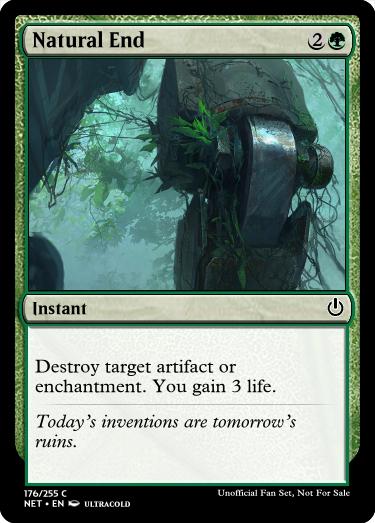 Natural End 2
Instant
Destroy target artifact or
enchantment. You gain 3 life.
Today's inventions are tomorrow's
ruins.
176/255 C
NET • EN ULTRACOLD
Unofficial Fan Set, Not For Sale